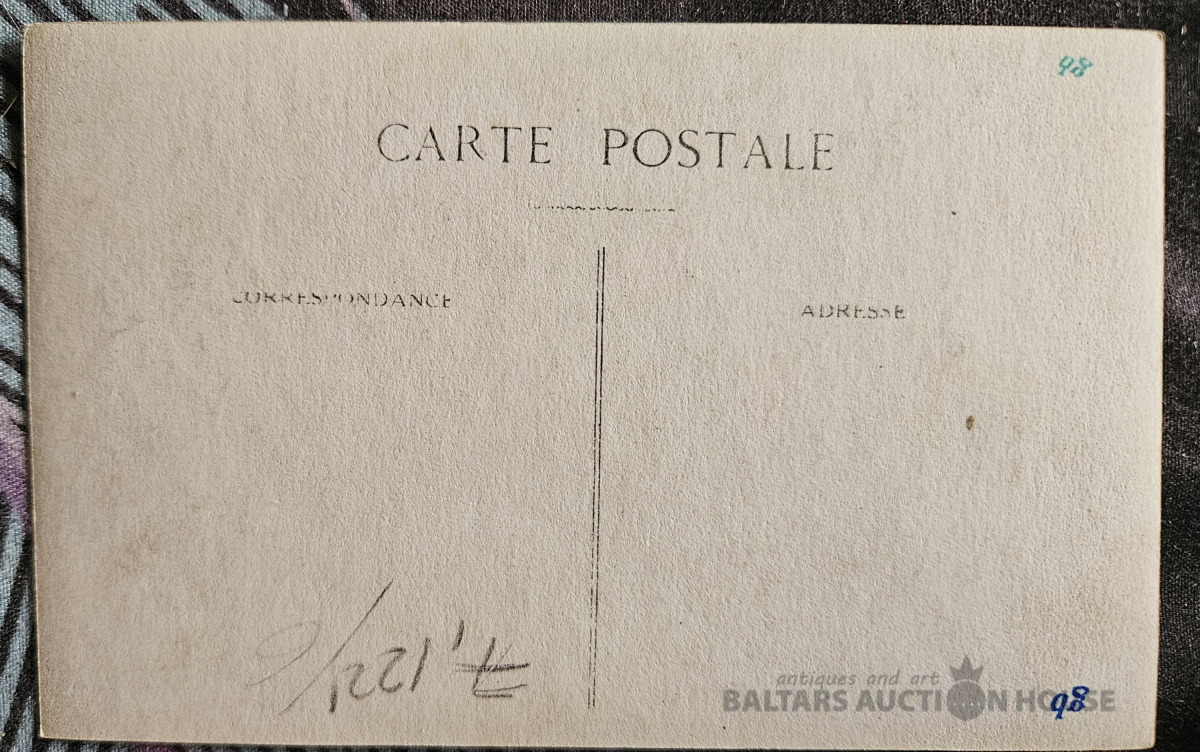 98
CARTE POSTALE
CORRESPONDANCE
ADRESSE
antiques and art
BALTARS AUCTION HOUSE
98